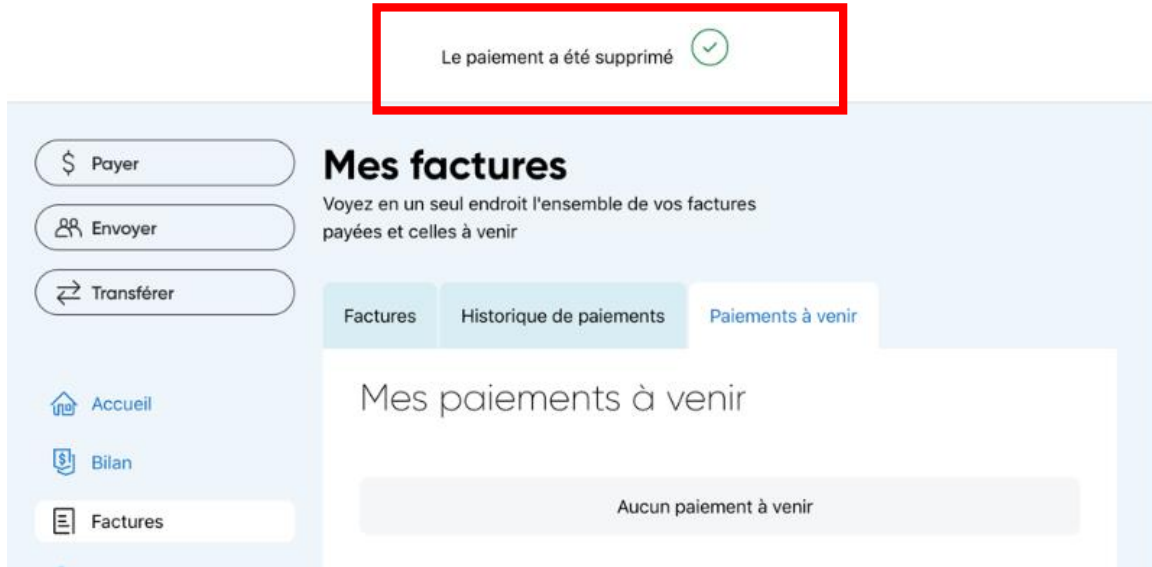 Le paiement a été supprimé
Payer
Envoyer
Transférer
Accueil
Bilan
Factures
Mes factures
Voyez en un seul endroit l'ensemble de vos factures
payées et celles à venir
Factures Historique de paiements Paiements à venir
Mes paiements à venir
Aucun paiement à venir